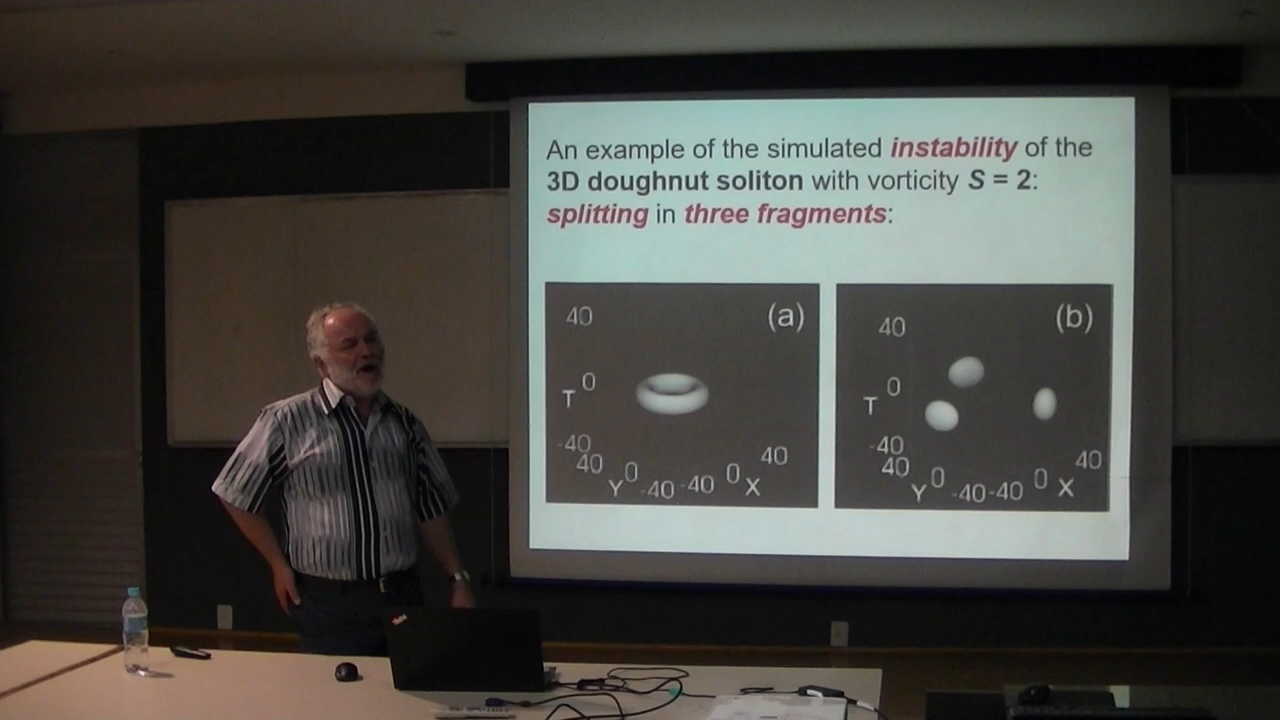 An example of the simulated instability of the
3D doughnut soliton with vorticity S = 2:
splitting in three fragments:
40 (a)
T 0
-40
40 Y 0 -40 -40 0 X 40
40 (b)
T 0
-40
40 Y 0 -40 -40 0 X 40